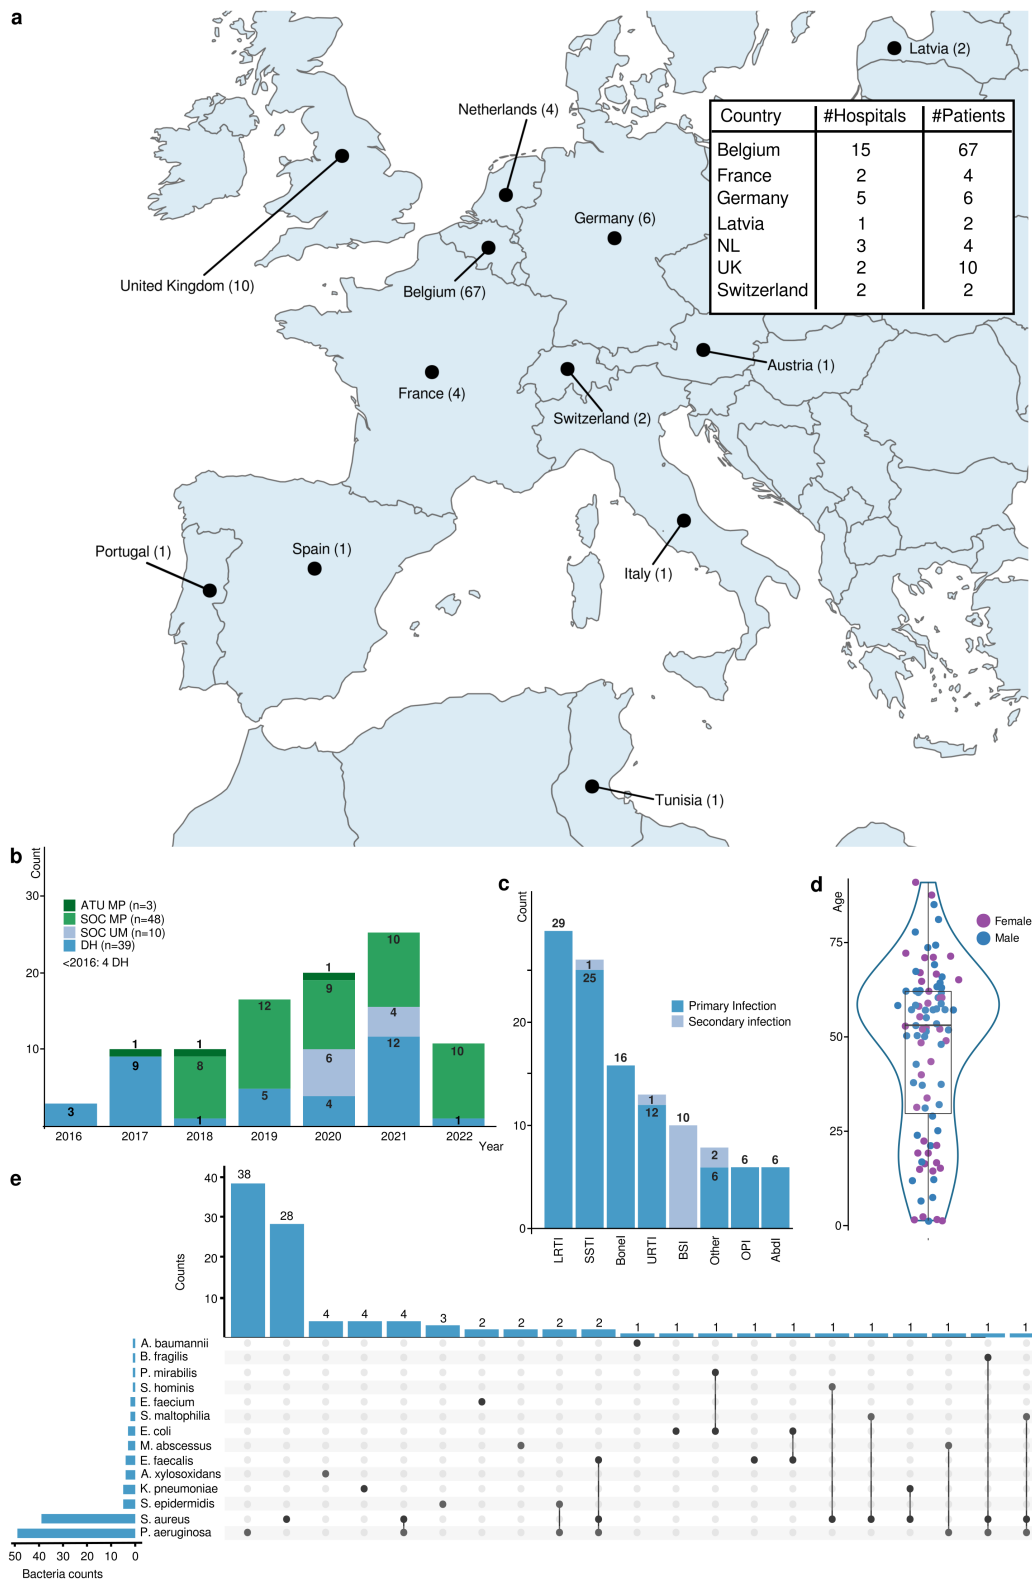 a
Latvia (2)
Netherlands (4)
Country #Hospitals #Patients
Belgium 15 67
France 2 4
Germany 5 6
Latvia 1 2
NL 3 4
UK 2 10
Switzerland 2 2
Germany (6)
United Kingdom (10)
Belgium (67)
Austria (1)
France (4)
Switzerland (2)
Portugal (1)
Spain (1)
Italy (1)
Tunisia (1)
b
Count
30
20
10
ATU MP (n=3)
SOC MP (n=48)
SOC UM (n=10)
DH (n=39)
<2016: 4 DH
3
1
9
1
8
1
12
5
1
9
6
4
10
4
12
10
1
2016 2017 2018 2019 2020 2021 2022
Year
c
Count
20
10
0
29
1
25
16
1
12
10
2
6
6
6
Primary Infection
Secondary infection
LRTI SSTI BoneI URTI BSI Other OPI AbdI
d
Age
75
50
25
0
Female
Male
e
Counts
40
30
20
10
38 28 4 4 4 3 2 2 2 2 1 1 1 1 1 1 1 1 1 1 1
A. baumannii
B. fragilis
P. mirabilis
S. hominis
E. faecium
S. maltophilia
E. coli
M. abscessus
E. faecalis
A. xylosoxidans
K. pneumoniae
S. epidermidis
S. aureus
P. aeruginosa
50 40 30 20 10 0
Bacteria counts